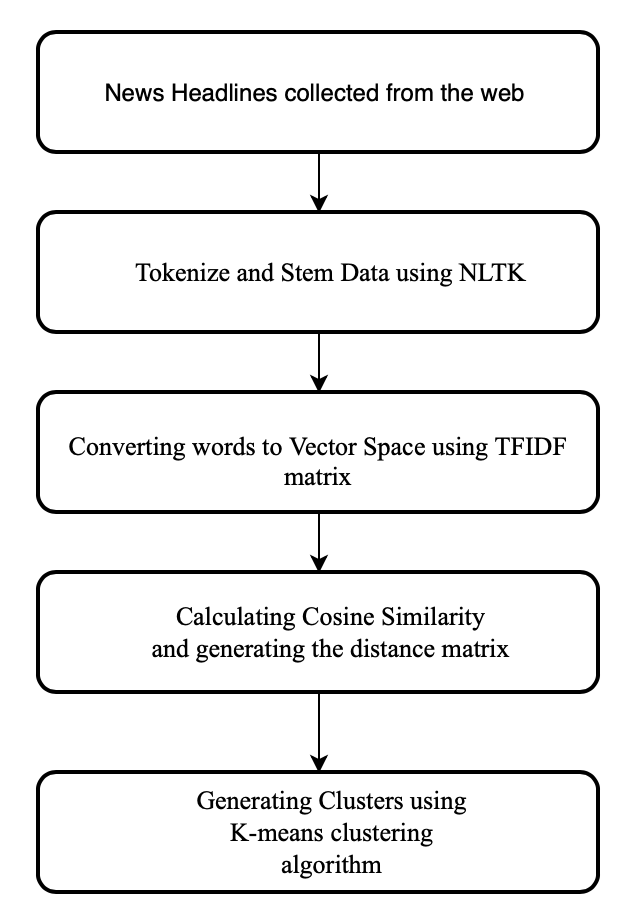 News Headlines collected from the web
Tokenize and Stem Data using NLTK
Converting words to Vector Space using TFIDF
matrix
Calculating Cosine Similarity
and generating the distance matrix
Generating Clusters using
K-means clustering
algorithm